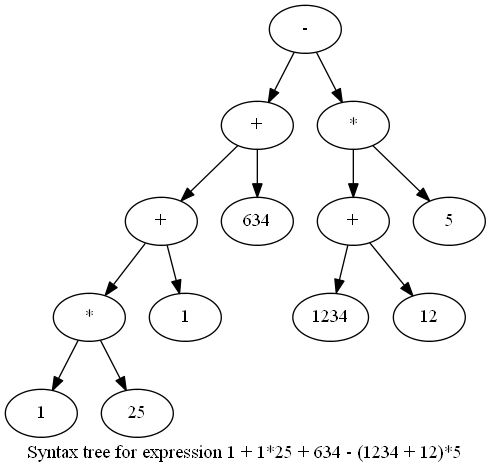 -
+ *
+ 634 + 5
* 1 1234 12
1 25
Syntax tree for expression 1 + 1*25 + 634 - (1234 + 12)*5